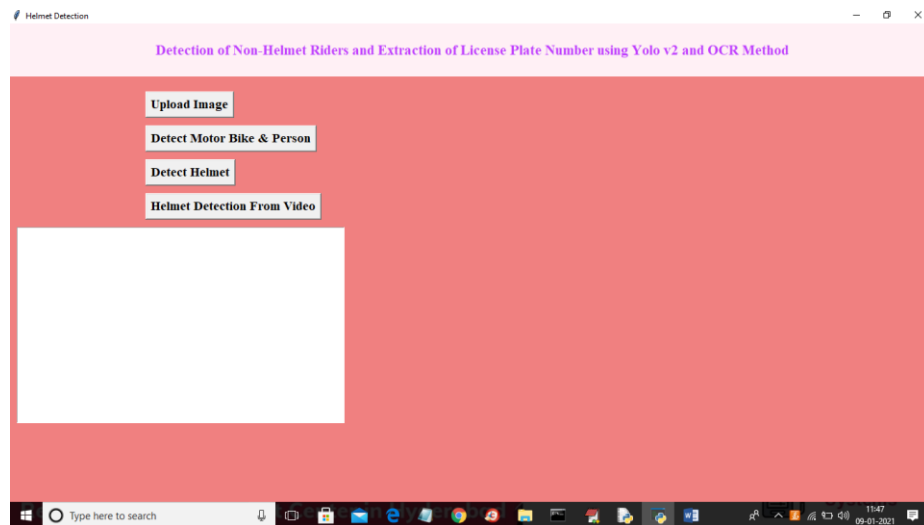 Helmet Detection
Detection of Non-Helmet Riders and Extraction of License Plate Number using Yolo v2 and OCR Method
Upload Image
Detect Motor Bike & Person
Detect Helmet
Helmet Detection From Video
Type here to search
11:47
09-01-2021